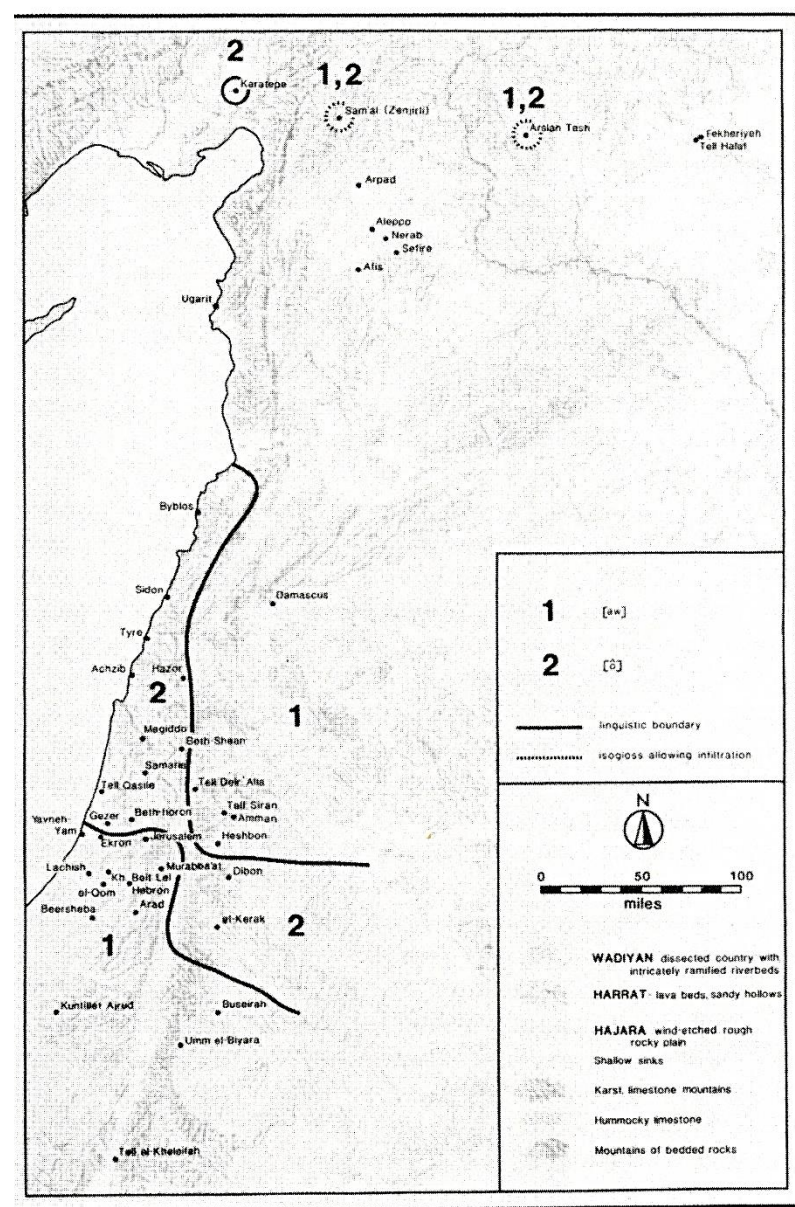 2
Karatepe
1,2
Sam'al (Zenjirli)
1,2
Arslan Tash
Fekheriyeh
Tell Halaf
Arpad
Aleppo
Nerab
Sefire
Afis
Ugarit
Byblos
Sidon
Damascus
Tyre
Achzib
Hazor
2
1
Megiddo
Beth-Shean
Samaria
Tell Qasile
Tell Deir 'Alla
Tell Siran
Amman
Yavneh-
Yam
Gezer
Beth-horon
Ekron
Jerusalem
Heshbon
Lachish
Kh. Beit Lei
Murabba'at
Dibon
el-Qom
Hebron
Beersheba
Arad
el-Kerak
2
1
Kuntillet Ajrud
Buseirah
Umm el-Biyara
Tell el-Kheleifah
1 [aw]
2 [ô]
linguistic boundary
isogloss allowing infiltration
N
0 50 100
miles
WADIYAN dissected country with
intricately ramified riverbeds
HARRAT - lava beds, sandy hollows
HAJARA wind-etched rough
rocky plain
Shallow sinks
Karst, limestone mountains
Hummocky limestone
Mountains of bedded rocks